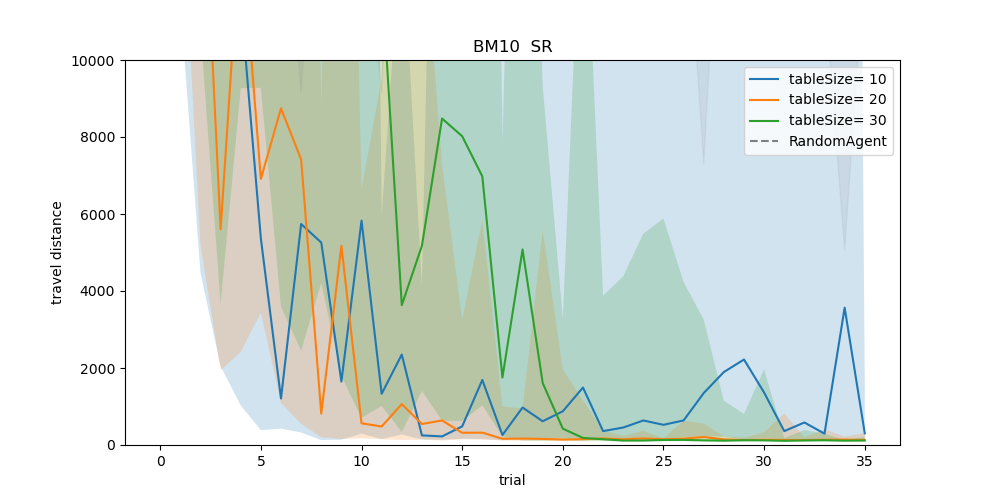 BM10  SR
10000
8000
6000
4000
2000
0
travel distance
0
5
10
15
20
25
30
35
trial
tableSize= 10
tableSize= 20
tableSize= 30
RandomAgent